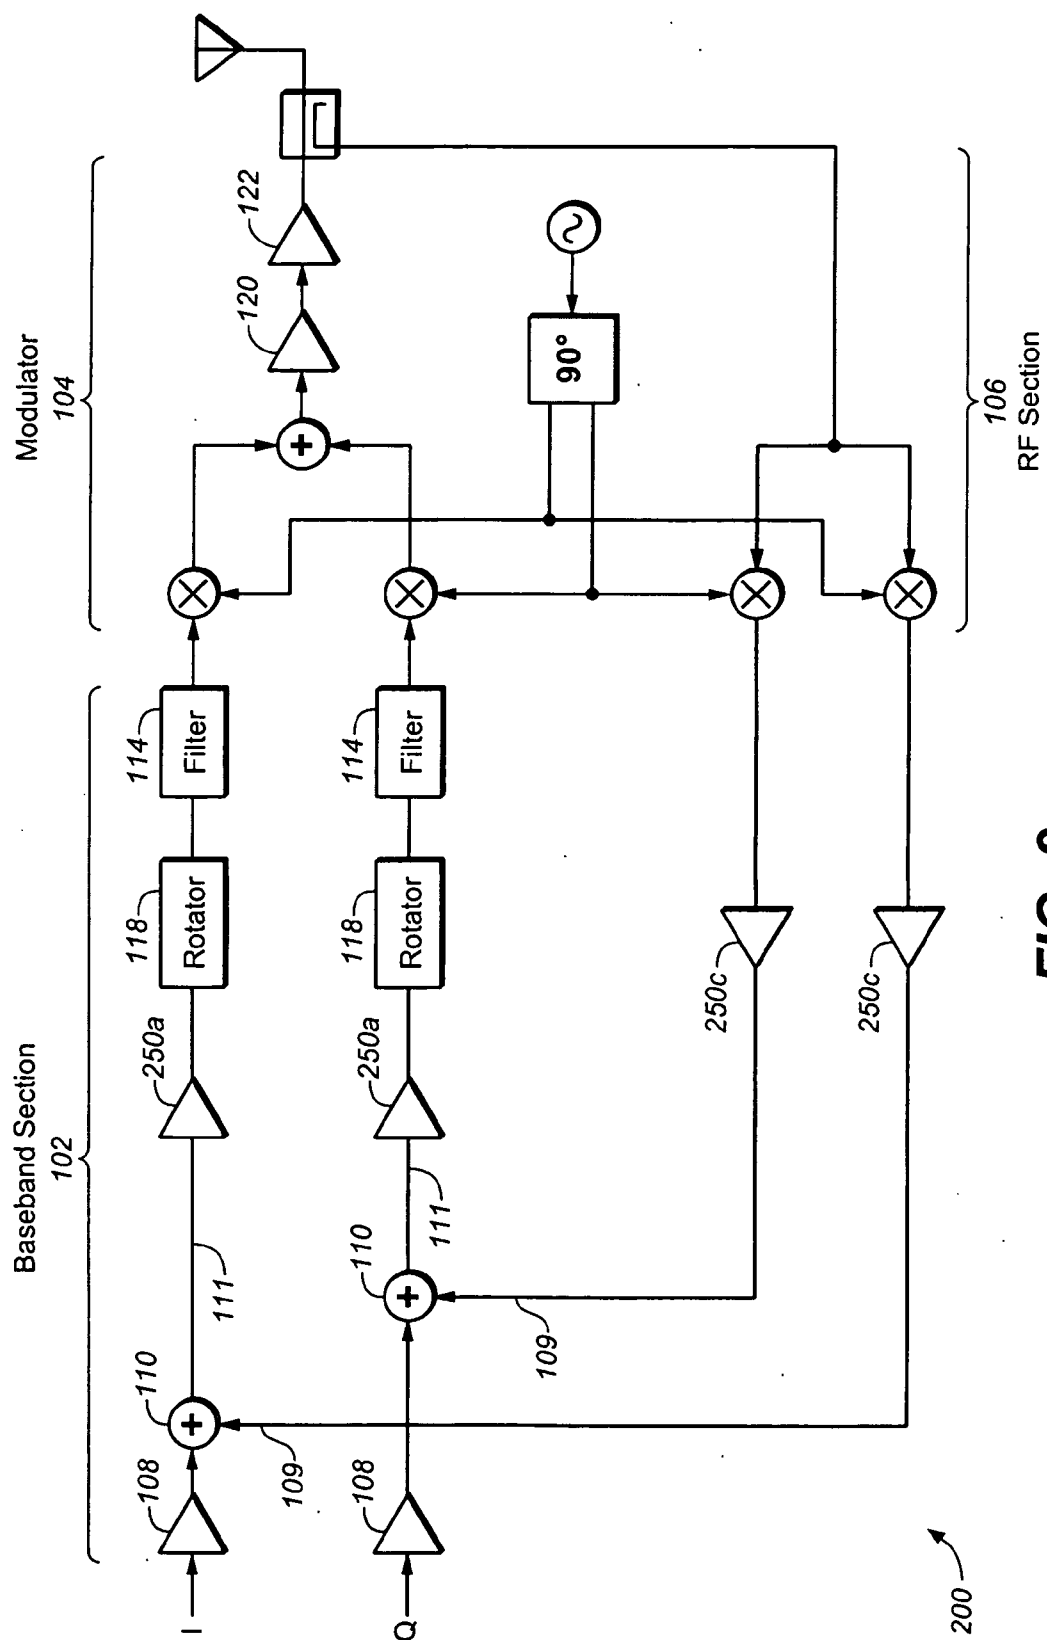 Baseband Section
102
Modulator
104
I
108
110
111
250a
118
Rotator
114
Filter
120
122
Q
108
110
111
250a
118
Rotator
114
Filter
90°
109
109
250c
250c
106
RF Section
200